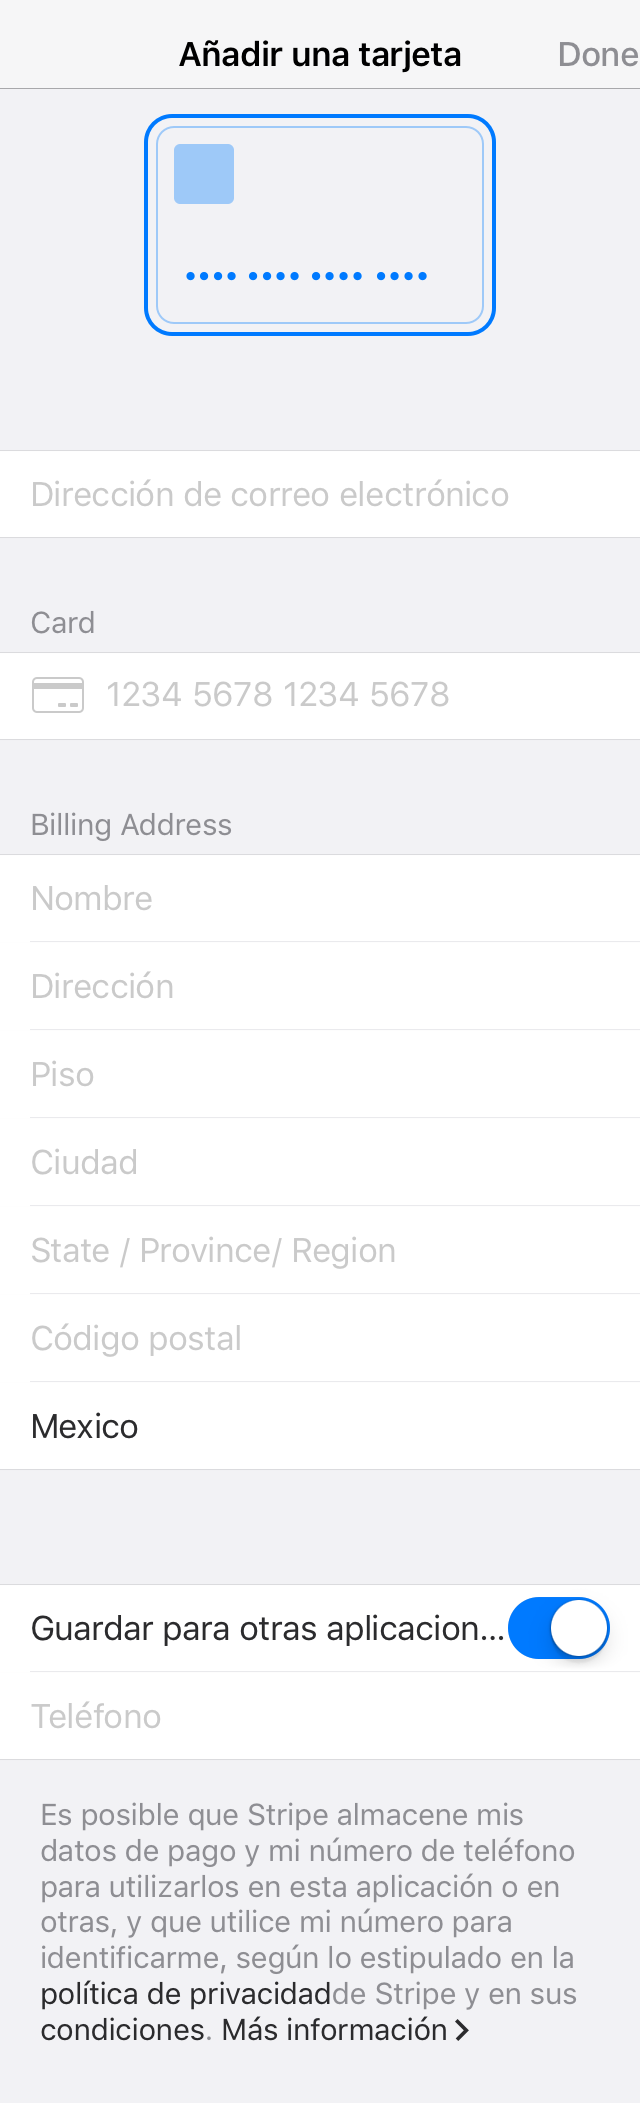 Añadir una tarjeta
Done
•••• •••• •••• ••••
Dirección de correo electrónico
Card
1234 5678 1234 5678
Billing Address
Nombre
Dirección
Piso
Ciudad
State / Province/ Region
Código postal
Mexico
Guardar para otras aplicacion...
Teléfono
Es posible que Stripe almacene mis
datos de pago y mi número de teléfono
para utilizarlos en esta aplicación o en
otras, y que utilice mi número para
identificarme, según lo estipulado en la
política de privacidadde Stripe y en sus
condiciones. Más información